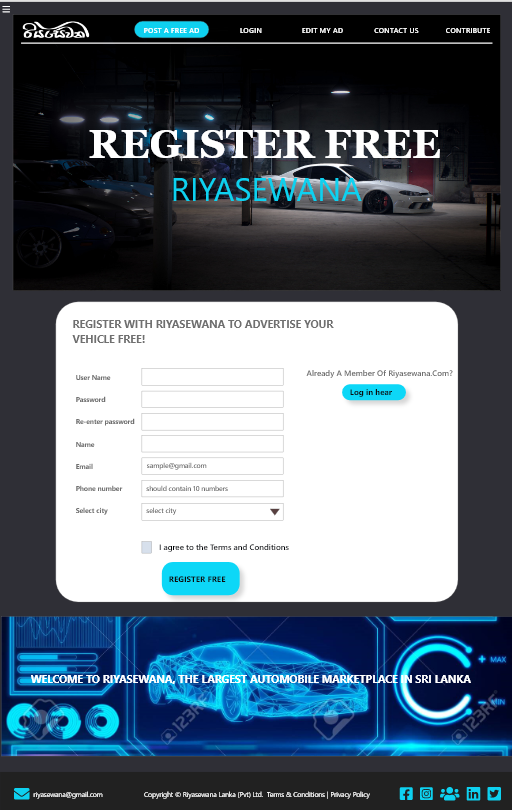 රියසෙවන
POST A FREE AD LOGIN EDIT MY AD CONTACT US CONTRIBUTE
REGISTER FREE
RIYASEWANA
REGISTER WITH RIYASEWANA TO ADVERTISE YOUR
VEHICLE FREE!
Already A Member Of Riyasewana.Com?
Log in hear
User Name
Password
Re-enter password
Name
Email sample@gmail.com
Phone number should contain 10 numbers
Select city select city
I agree to the Terms and Conditions
REGISTER FREE
+ MAX
WELCOME TO RIYASEWANA, THE LARGEST AUTOMOBILE MARKETPLACE IN SRI LANKA
− MIN
123RF
123RF
riyasewana@gmail.com Copyright © Riyasewana Lanka (Pvt) Ltd. Terms & Conditions | Privacy Policy